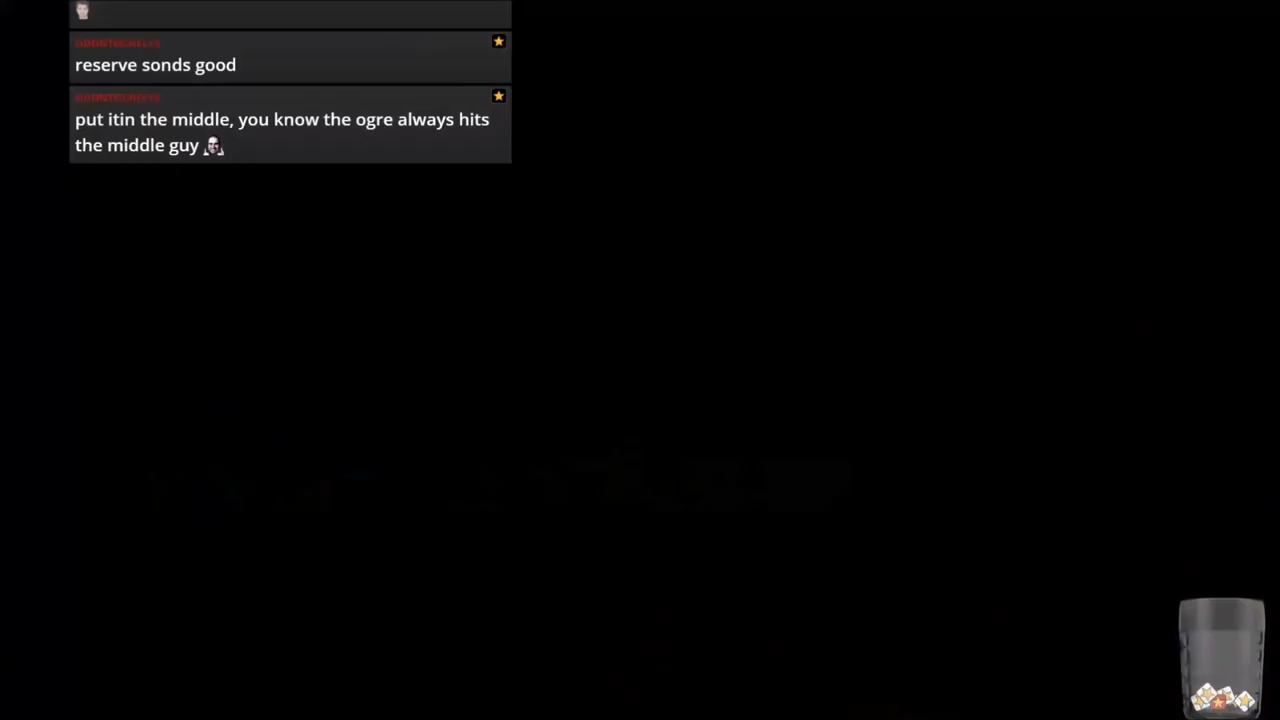 reserve sonds good
put itin the middle, you know the ogre always hits
the middle guy